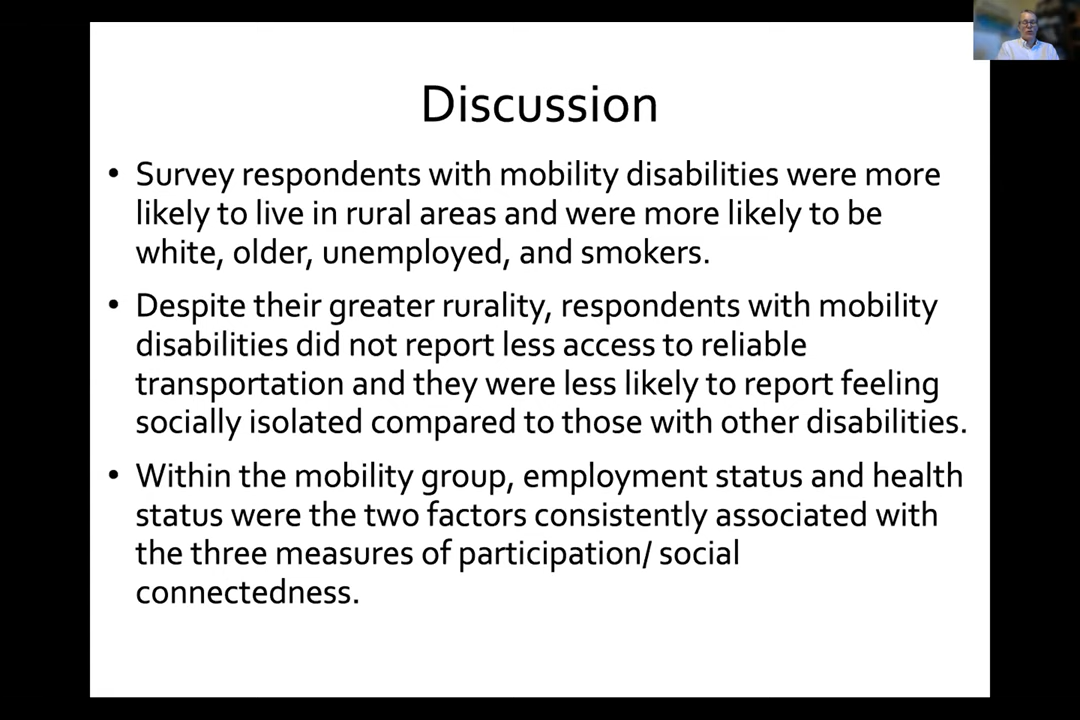 Discussion
• Survey respondents with mobility disabilities were more
likely to live in rural areas and were more likely to be
white, older, unemployed, and smokers.
• Despite their greater rurality, respondents with mobility
disabilities did not report less access to reliable
transportation and they were less likely to report feeling
socially isolated compared to those with other disabilities.
• Within the mobility group, employment status and health
status were the two factors consistently associated with
the three measures of participation/ social
connectedness.